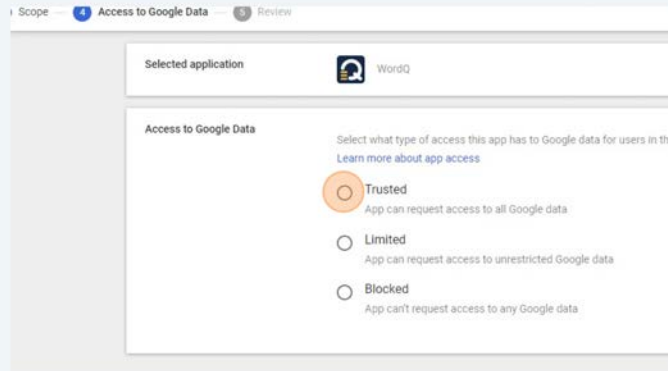 Scope 4 Access to Google Data 5 Review
Selected application WordQ
Access to Google Data
Select what type of access this app has to Google data for users in
Learn more about app access
Trusted
App can request access to all Google data
Limited
App can request access to unrestricted Google data
Blocked
App can't request access to any Google data